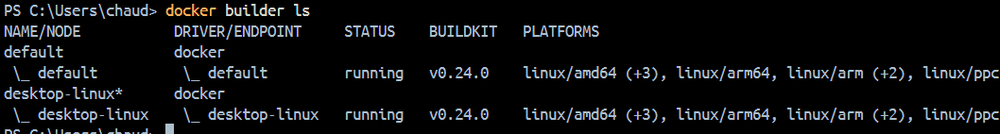 PS C:\Users\chaud> docker builder ls
NAME/NODE DRIVER/ENDPOINT STATUS BUILDKIT PLATFORMS
default docker
\_ default \_ default running v0.24.0 linux/amd64 (+3), linux/arm64, linux/arm (+2), linux/ppc
desktop-linux* docker
\_ desktop-linux \_ desktop-linux running v0.24.0 linux/amd64 (+3), linux/arm64, linux/arm (+2), linux/ppc
PS C:\Users\chaud>